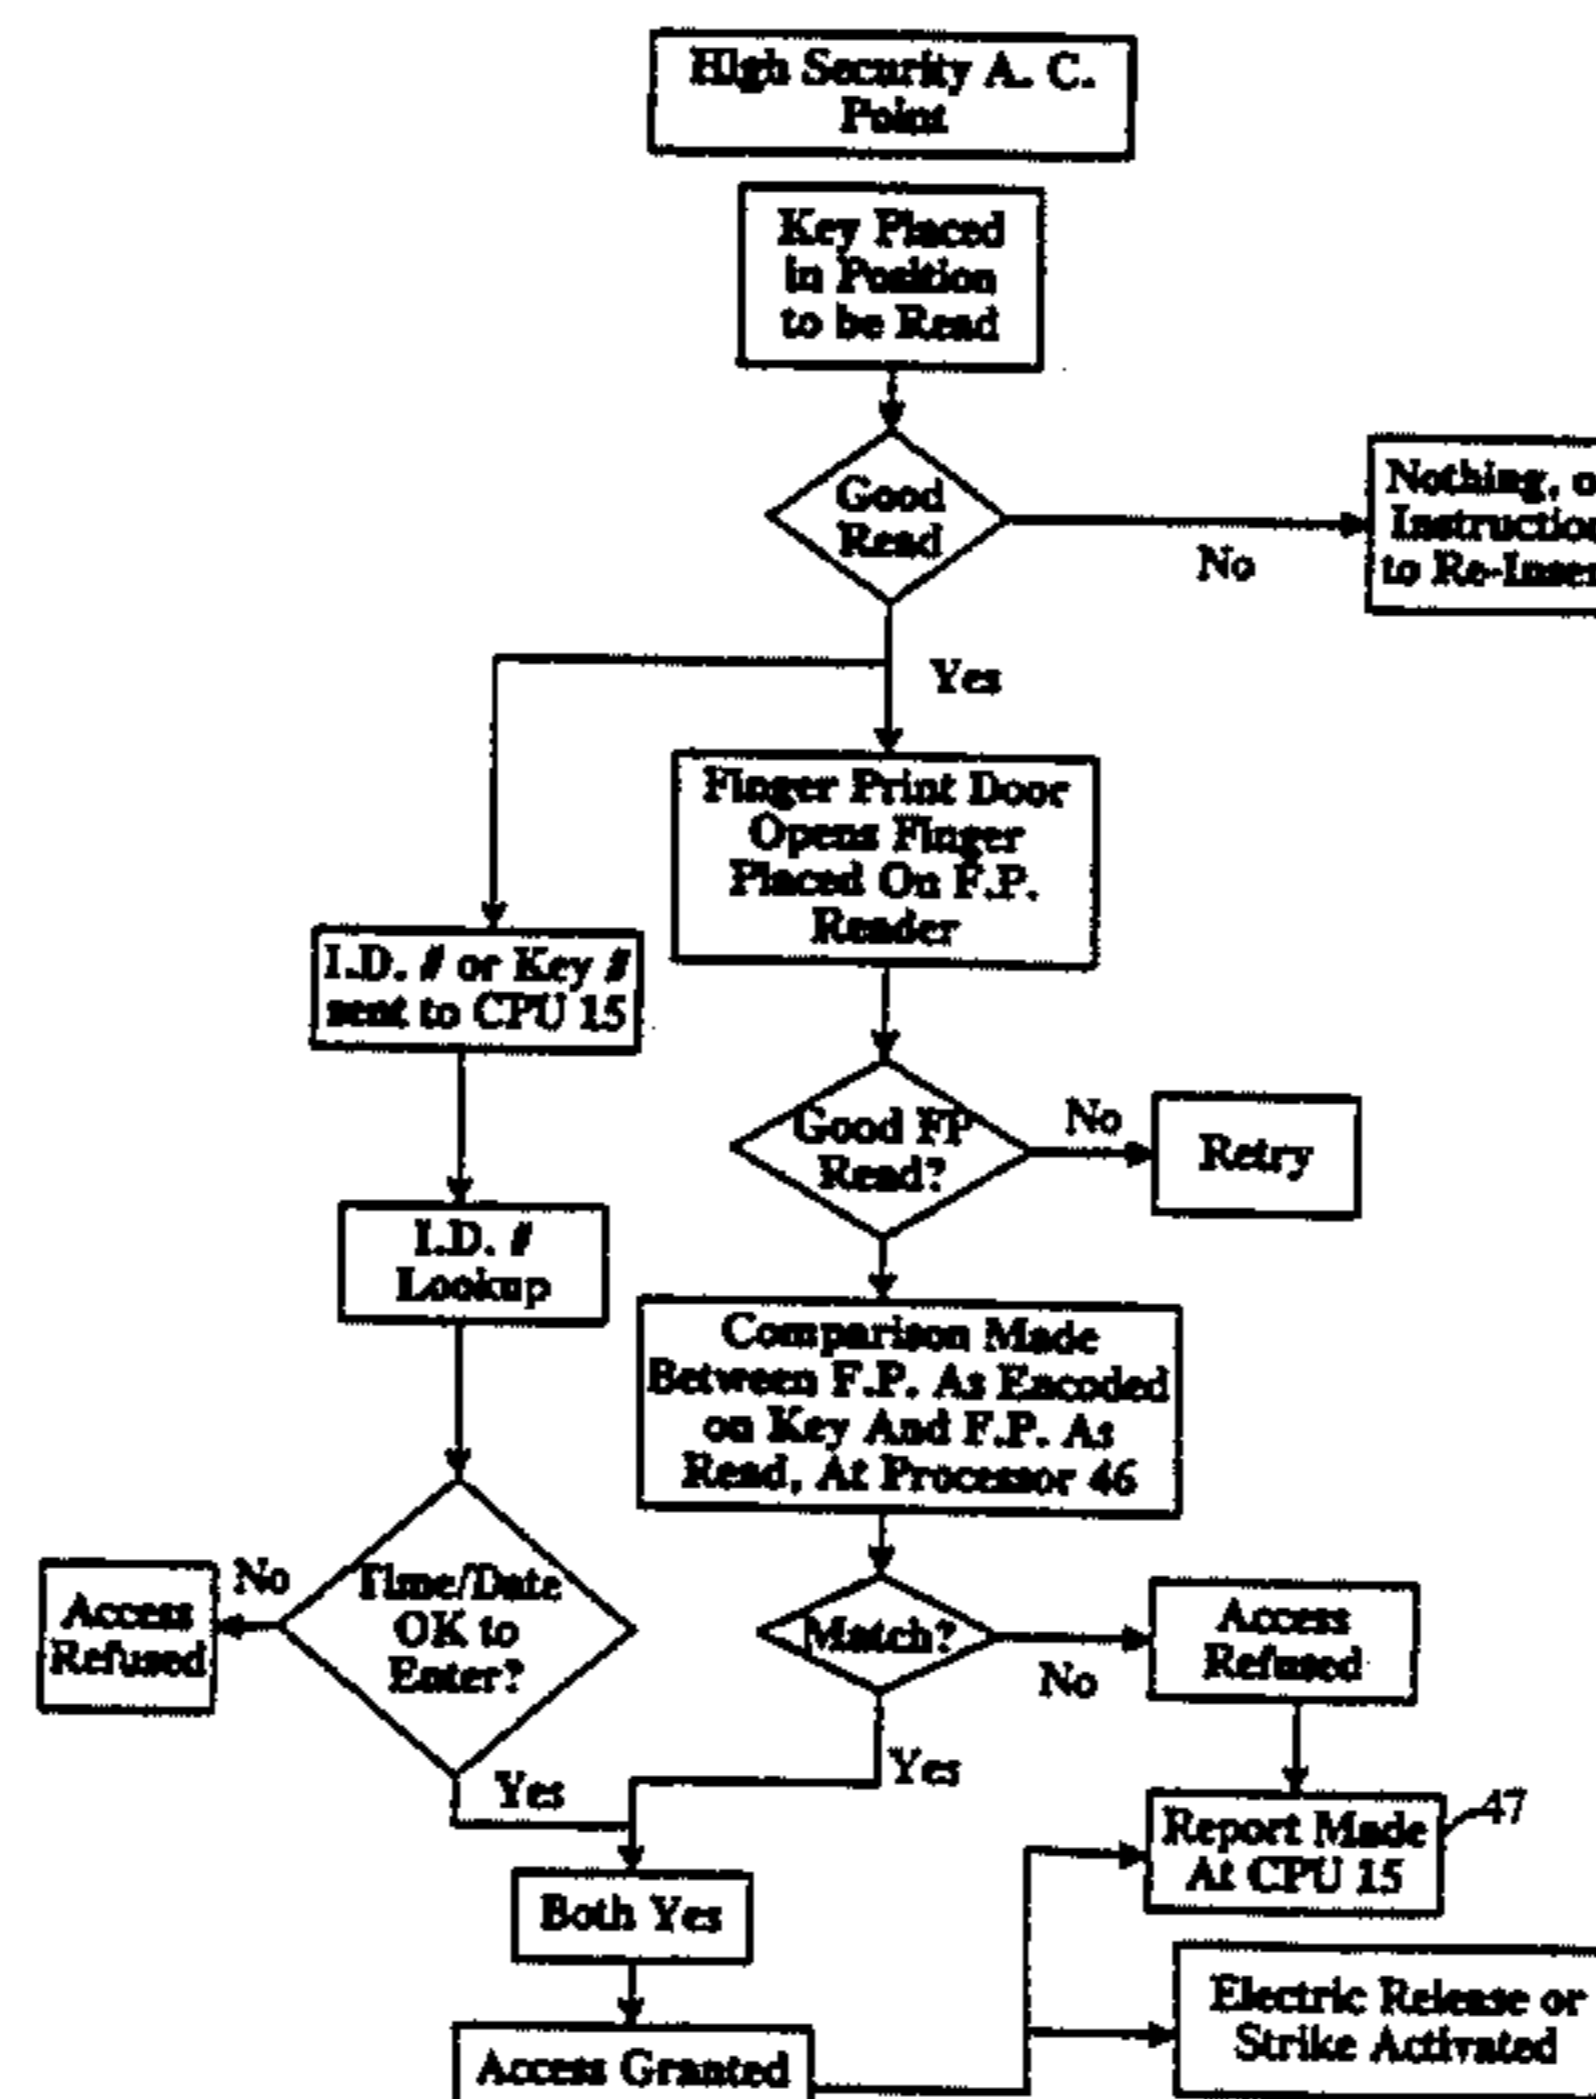 High Security A. C.
Point
Key Placed
in Position
to be Read
Good
Read
No
Nothing,
Instruction
to
Yes
Finger Print Door
Opens Finger
Placed On F.P.
Reader
I.D. # or Key #
sent to CPU 15
Good FP
Read?
No
Retry
I.D. #
Lookup
Comparison Made
Between F.P. As Encoded
on Key And F.P. As
Read, At Processor 46
Access
Refused
No
Time/Date
OK to
Enter?
Match?
No
Access
Refused
Yes
Yes
Report Made
At CPU 15
47
Both Yes
Electric Release or
Strike Activated
Access Granted